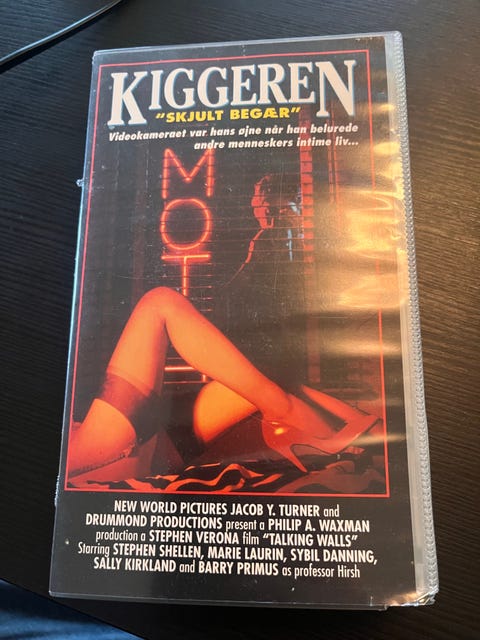 KIGGEREN
"SKJULT BEGÆR"
Videokameraet var hans øjne når han belurede
andre menneskers intime liv...
MOT
NEW WORLD PICTURES JACOB Y. TURNER and
DRUMMOND PRODUCTIONS present a PHILIP A. WAXMAN
production a STEPHEN VERONA film "TALKING WALLS"
Starring STEPHEN SHELLEN, MARIE LAURIN, SYBIL DANNING,
SALLY KIRKLAND and BARRY PRIMUS as professor Hirsh